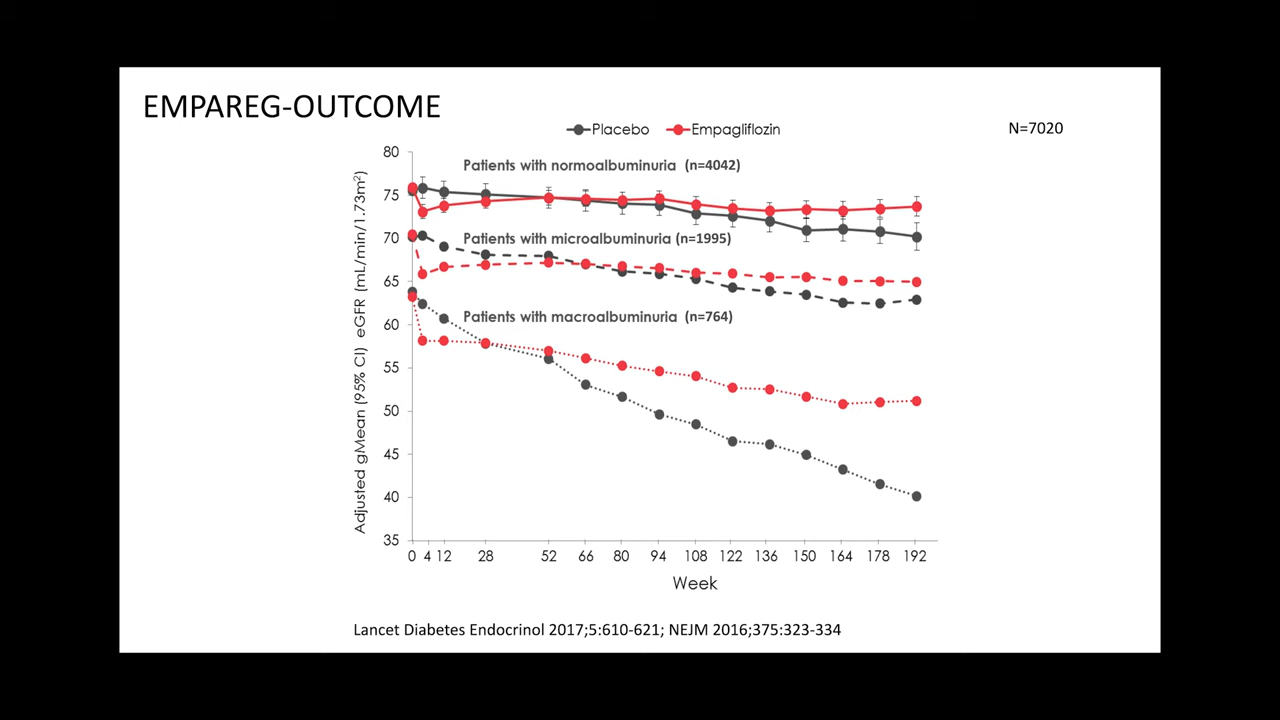 EMPAREG-OUTCOME
Placebo Empagliflozin
N=7020
80
75
70
65
60
55
50
45
40
35
Adjusted gMean (95% CI) eGFR (mL/min/1.73m²)
Patients with normoalbuminuria (n=4042)
Patients with microalbuminuria (n=1995)
Patients with macroalbuminuria (n=764)
0 4 12 28 52 66 80 94 108 122 136 150 164 178 192
Week
Lancet Diabetes Endocrinol 2017;5:610-621; NEJM 2016;375:323-334